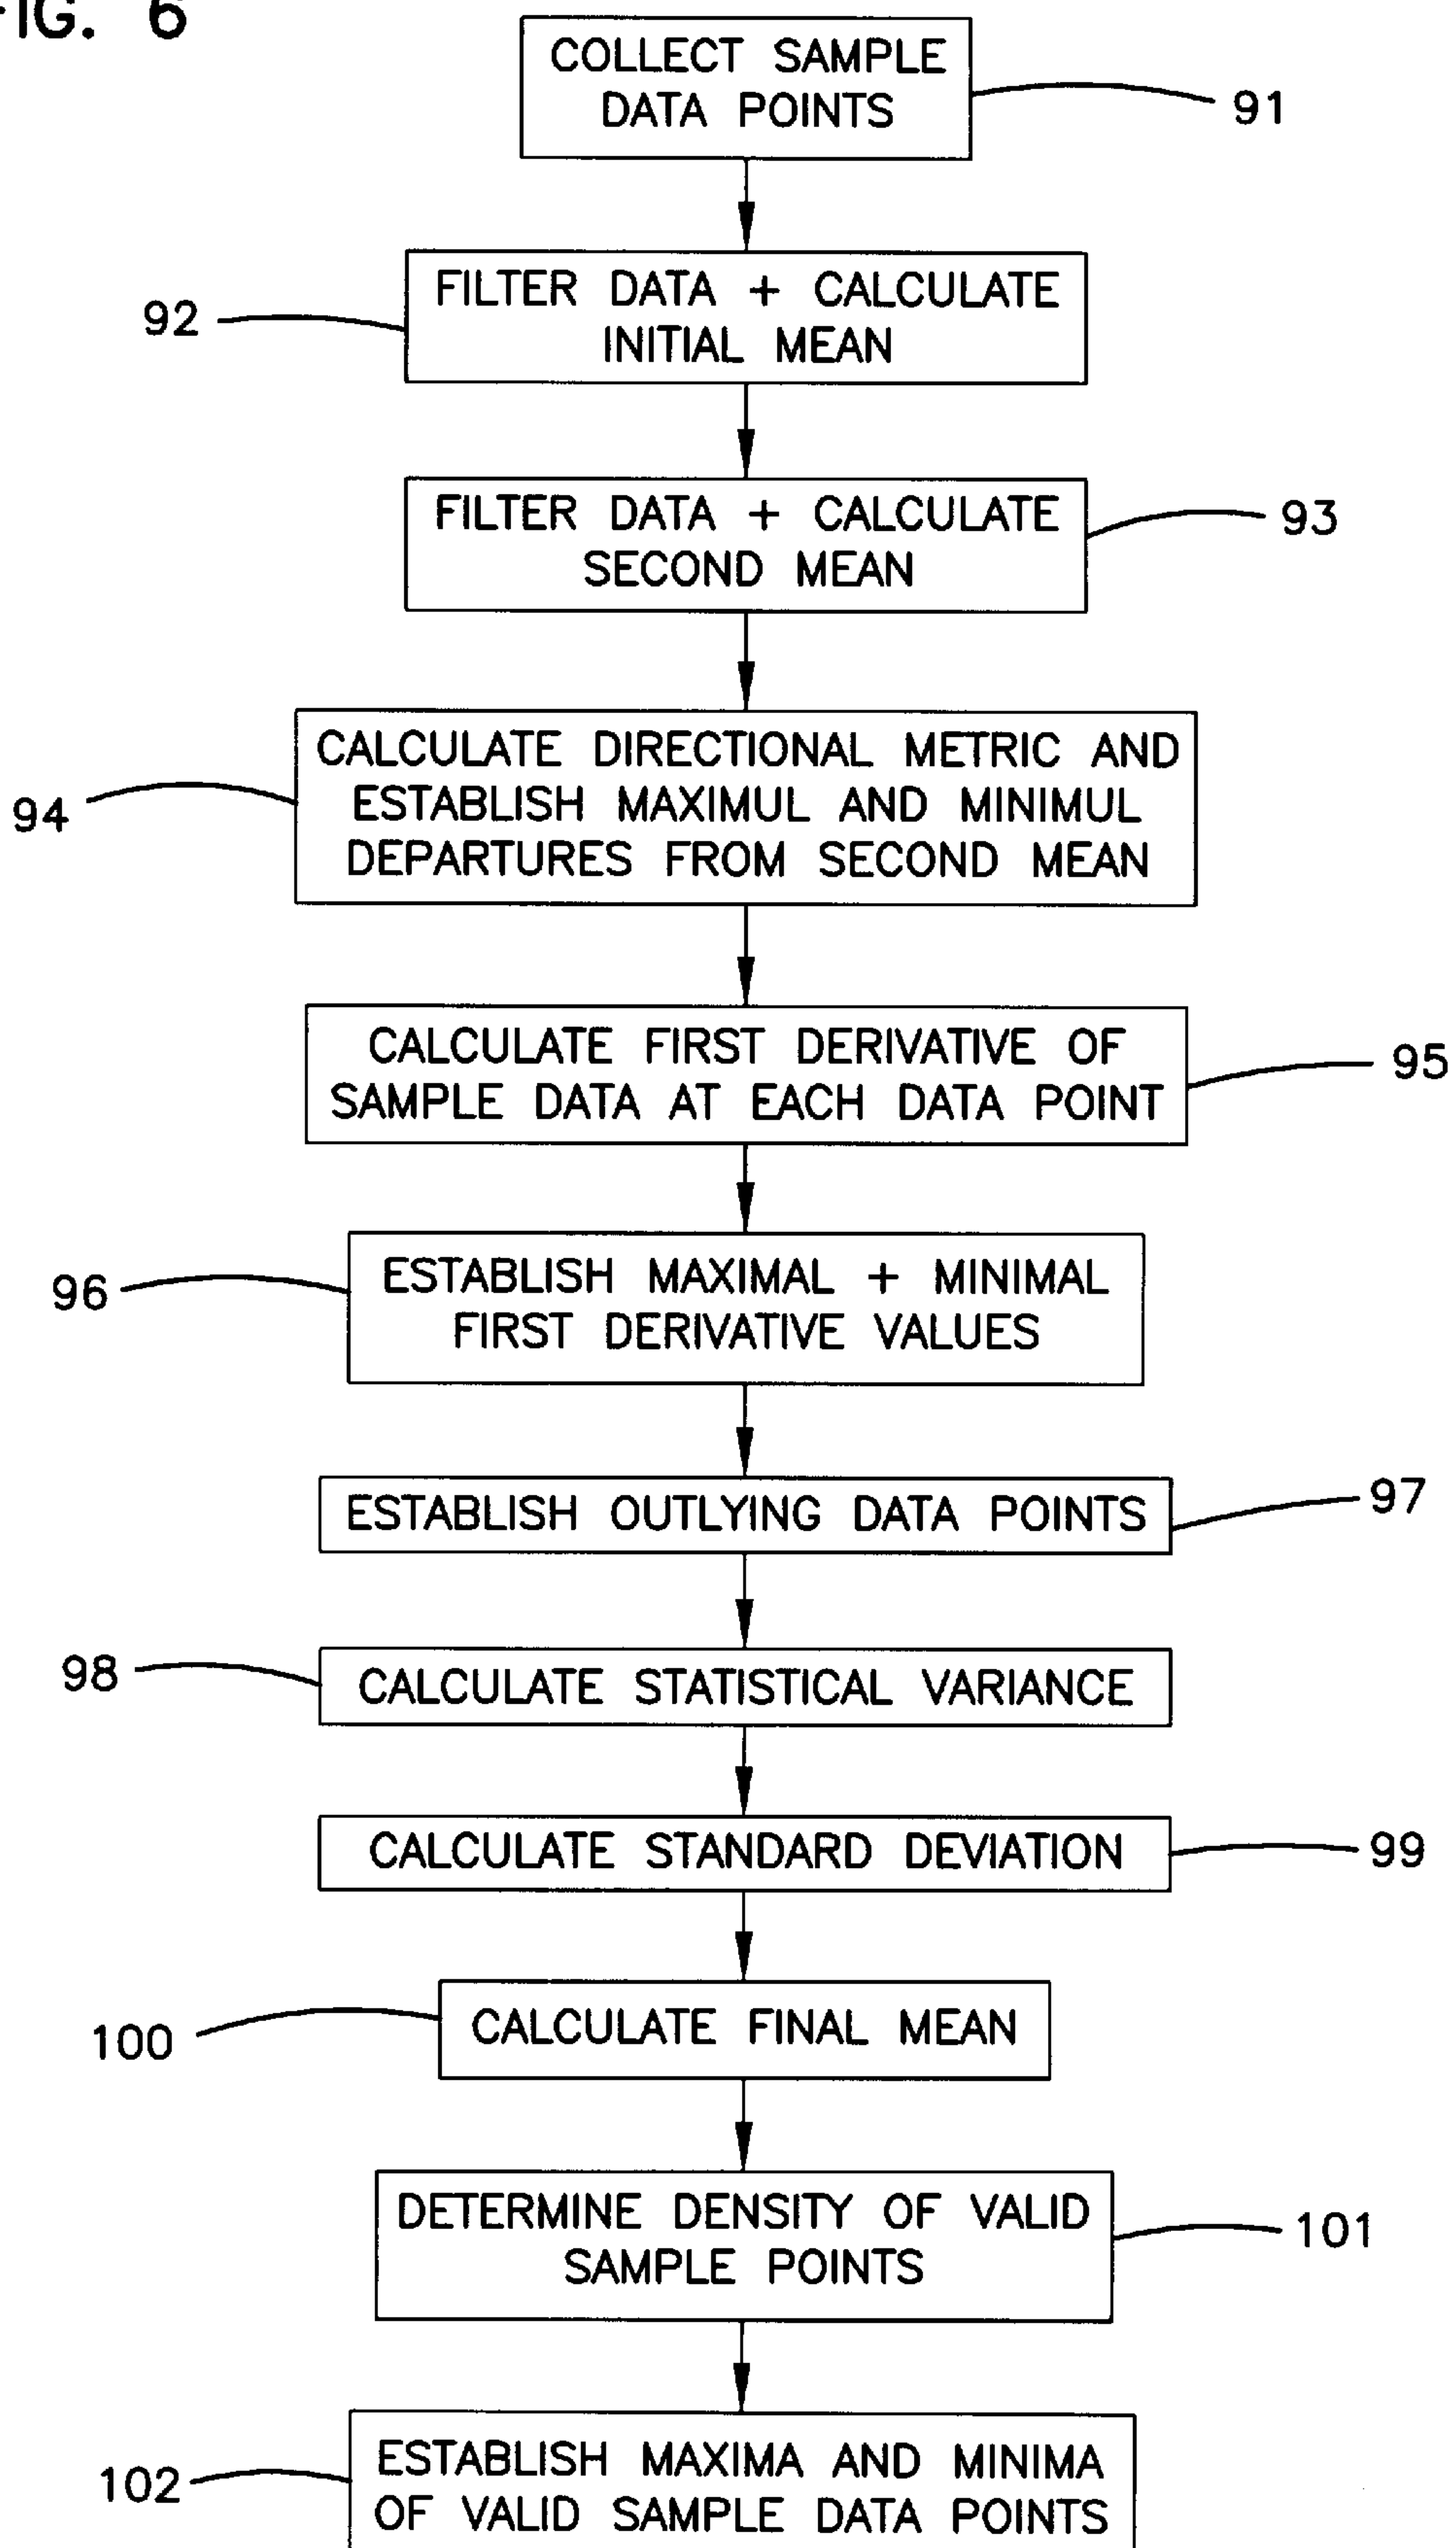 FIG. 6
COLLECT SAMPLE
DATA POINTS
91
FILTER DATA + CALCULATE
INITIAL MEAN
92
FILTER DATA + CALCULATE
SECOND MEAN
93
CALCULATE DIRECTIONAL METRIC AND
ESTABLISH MAXIMUL AND MINIMUL
DEPARTURES FROM SECOND MEAN
94
CALCULATE FIRST DERIVATIVE OF
SAMPLE DATA AT EACH DATA POINT
95
ESTABLISH MAXIMAL + MINIMAL
FIRST DERIVATIVE VALUES
96
ESTABLISH OUTLYING DATA POINTS
97
CALCULATE STATISTICAL VARIANCE
98
CALCULATE STANDARD DEVIATION
99
CALCULATE FINAL MEAN
100
DETERMINE DENSITY OF VALID
SAMPLE POINTS
101
ESTABLISH MAXIMA AND MINIMA
OF VALID SAMPLE DATA POINTS
102